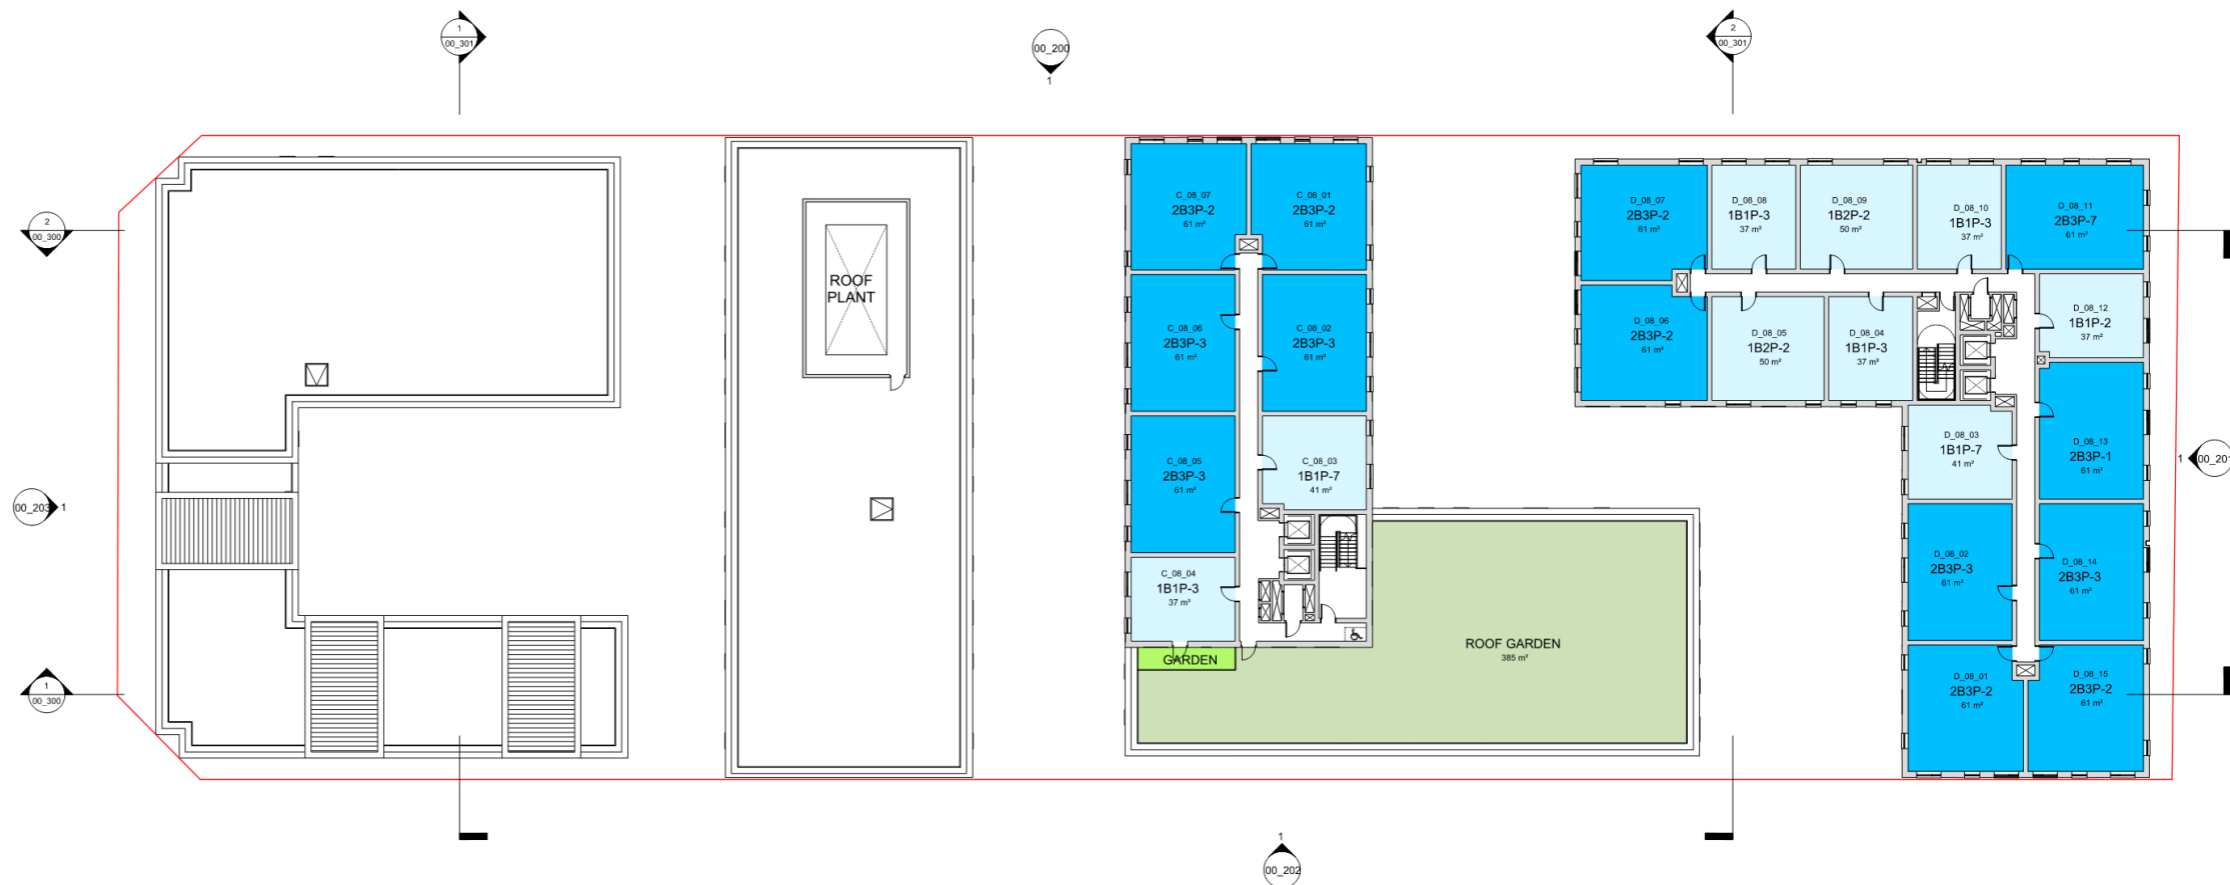 1
00_301
00_200
1
2
00_301
2
00_300
00_203
1
1
00_300
ROOF
PLANT
C_08_07
2B3P-2
61 m²
C_08_01
2B3P-2
61 m²
C_08_06
2B3P-3
61 m²
C_08_02
2B3P-3
61 m²
C_08_05
2B3P-3
61 m²
C_08_03
1B1P-7
41 m²
C_08_04
1B1P-3
37 m²
GARDEN
ROOF GARDEN
385 m²
D_08_07
2B3P-2
61 m²
D_08_08
1B1P-3
37 m²
D_08_09
1B2P-2
50 m²
D_08_10
1B1P-3
37 m²
D_08_11
2B3P-7
61 m²
D_08_06
2B3P-2
61 m²
D_08_05
1B2P-2
50 m²
D_08_04
1B1P-3
37 m²
D_08_12
1B1P-2
37 m²
D_08_03
1B1P-7
41 m²
D_08_13
2B3P-1
61 m²
D_08_02
2B3P-3
61 m²
D_08_14
2B3P-3
61 m²
D_08_01
2B3P-2
61 m²
D_08_15
2B3P-2
61 m²
1
00_201
1
00_202